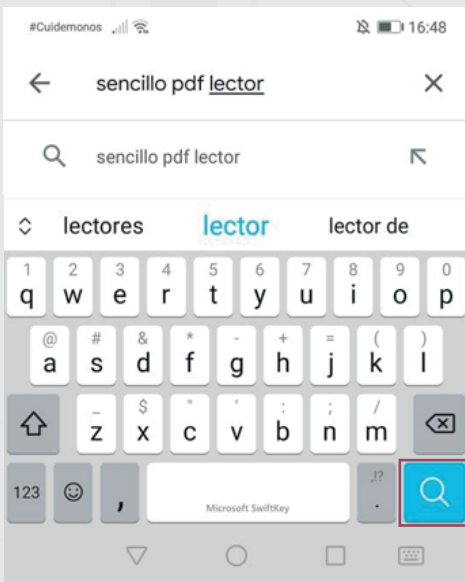 #Cuidemonos 16:48
sencillo pdf lector
sencillo pdf lector
lectores lector lector de
1 2 3 4 5 6 7 8 9 0
q w e r t y u i o p
@ # & * - + = ( )
a s d f g h j k l
_ $ " ' : ; /
z x c v b n m
123 , Microsoft SwiftKey ,!? .